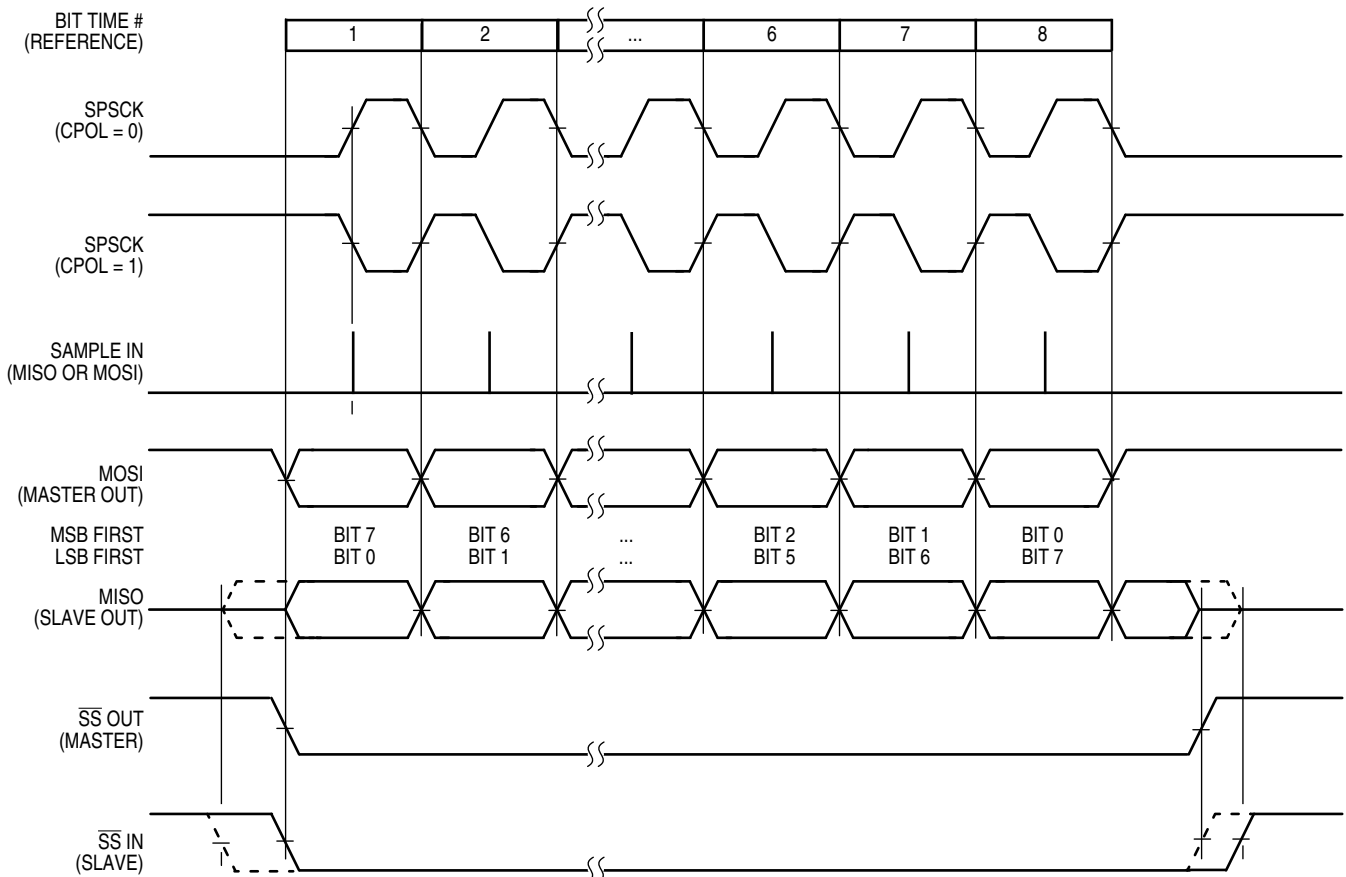 BIT TIME #
(REFERENCE)
1 2 ... 6 7 8
SPSCK
(CPOL = 0)
SPSCK
(CPOL = 1)
SAMPLE IN
(MISO OR MOSI)
MOSI
(MASTER OUT)
MSB FIRST BIT 7 BIT 6 ... BIT 2 BIT 1 BIT 0
LSB FIRST BIT 0 BIT 1 ... BIT 5 BIT 6 BIT 7
MISO
(SLAVE OUT)
S̅S̅ OUT
(MASTER)
S̅S̅ IN
(SLAVE)